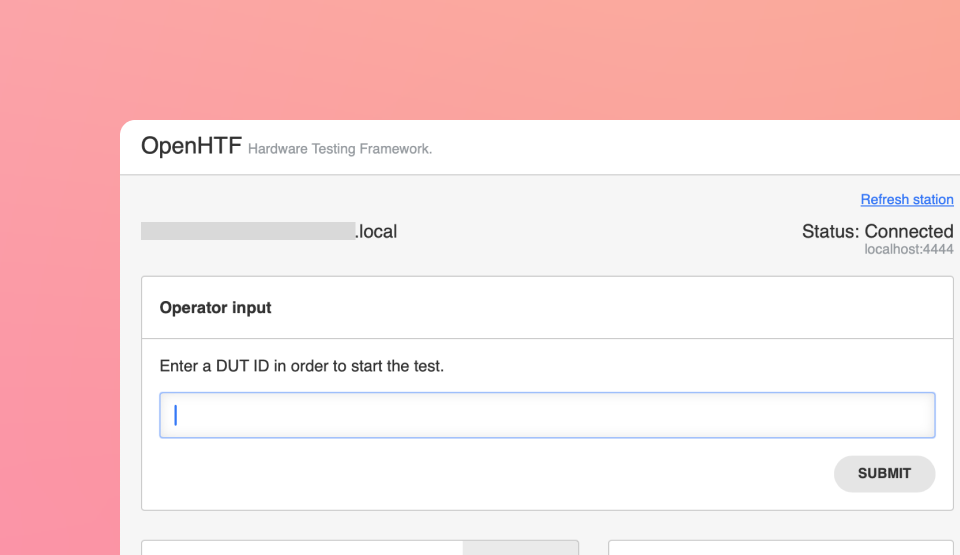 OpenHTF Hardware Testing Framework.
Refresh station
.local
Status: Connected
localhost:4444
Operator input
Enter a DUT ID in order to start the test.
SUBMIT